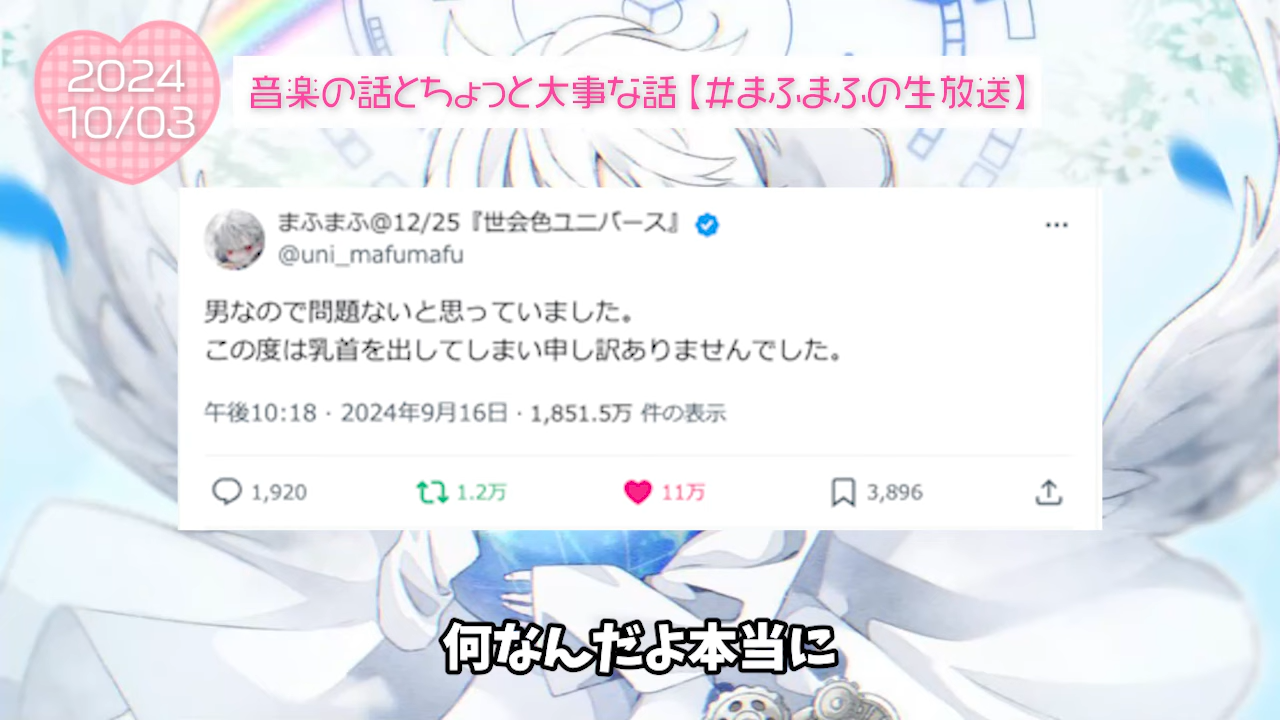 2024
10/03
音楽の話とちょっと大事な話【#まふまふの生放送】
まふまふ@12/25『世会色ユニバース』
@uni_mafumafu
男なので問題ないと思っていました。
この度は乳首を出してしまい申し訳ありませんでした。
午後10:18 · 2024年9月16日 · 1,851.5万 件の表示
1,920 1.2万 11万 3,896
何なんだよ本当に